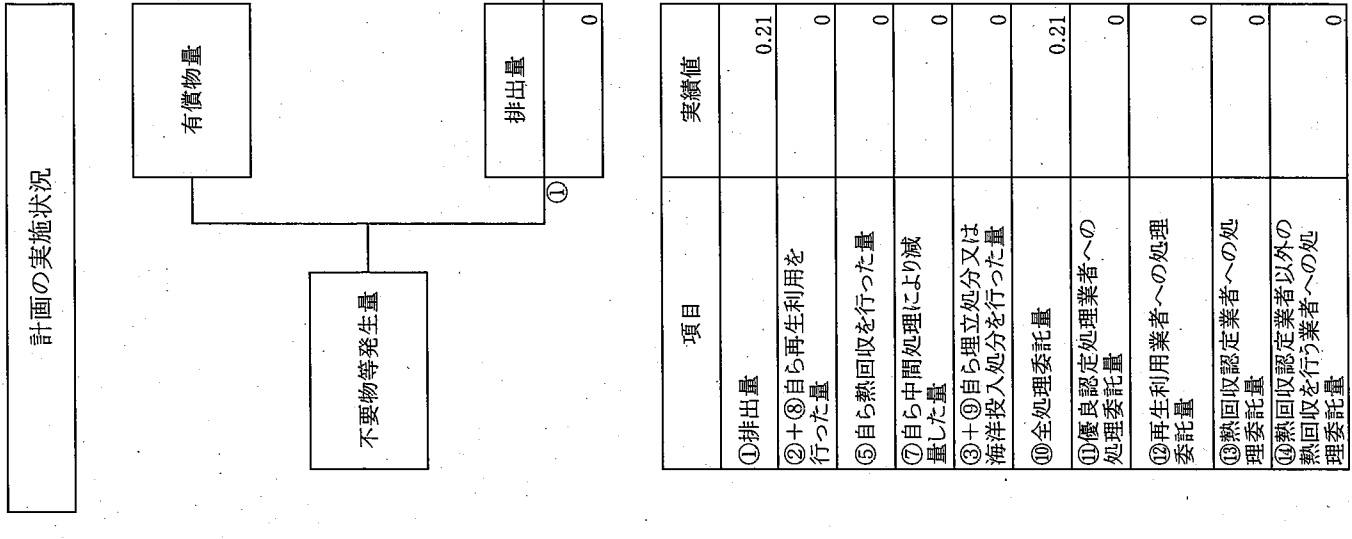 計画の実施状況
有償物量
不要物等発生量
排出量
①
0
項目
実績値
①排出量
0.21
②+⑧自ら再生利用を
行った量
0
⑤自ら熱回収を行った量
0
⑦自ら中間処理により減
量した量
0
③+⑨自ら埋立処分又は
海洋投入処分を行った量
0
⑩全処理委託量
0.21
⑪優良認定処理業者への
処理委託量
0
⑫再生利用業者への処理
委託量
0
⑬熱回収認定業者への処
理委託量
0
⑭熱回収認定業者以外の
熱回収を行う業者への処
理委託量
0